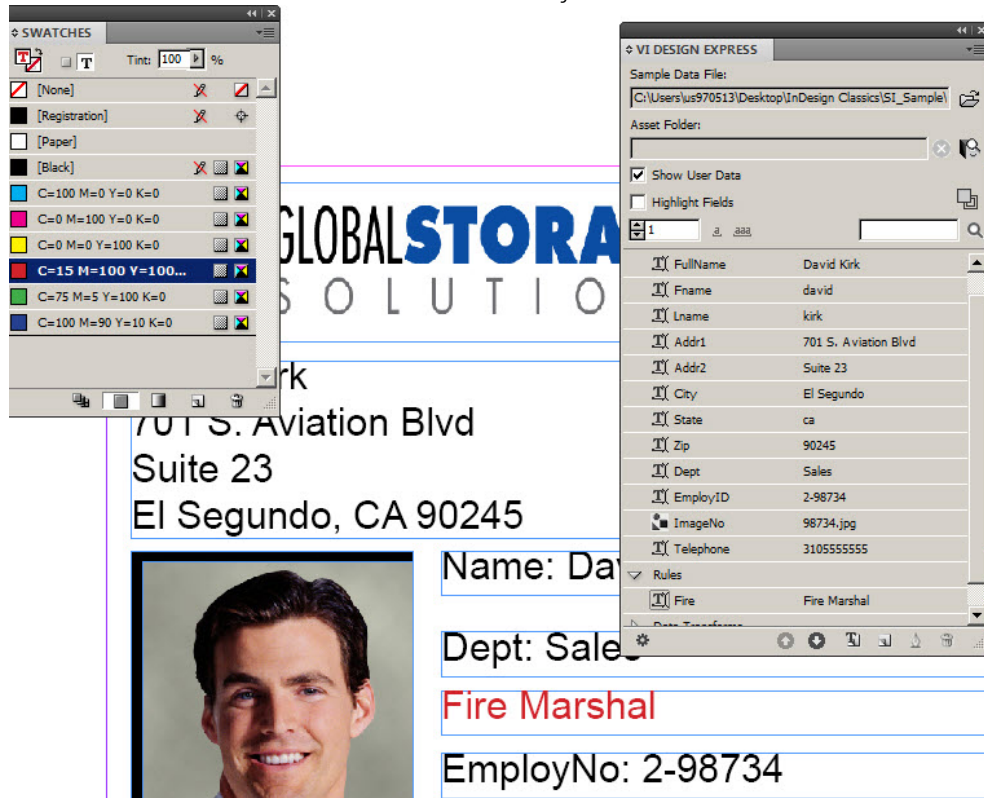 SWATCHES
T
Tint: 100 %
[None]
[Registration]
[Paper]
[Black]
C=100 M=0 Y=0 K=0
C=0 M=100 Y=0 K=0
C=0 M=0 Y=100 K=0
C=15 M=100 Y=100...
C=75 M=5 Y=100 K=0
C=100 M=90 Y=10 K=0
VI DESIGN EXPRESS
Sample Data File:
C:\Users\us970513\Desktop\InDesign Classics\SI_Sample\
Asset Folder:
Show User Data
Highlight Fields
1 a aaa
FullName David Kirk
Fname david
Lname kirk
Addr1 701 S. Aviation Blvd
Addr2 Suite 23
City El Segundo
State ca
Zip 90245
Dept Sales
EmployID 2-98734
ImageNo 98734.jpg
Telephone 3105555555
Rules
Fire Fire Marshal
GLOBALSTORA
SOLUTIO
rk
701 S. Aviation Blvd
Suite 23
El Segundo, CA 90245
Name: Da
Dept: Sales
Fire Marshal
EmployNo: 2-98734